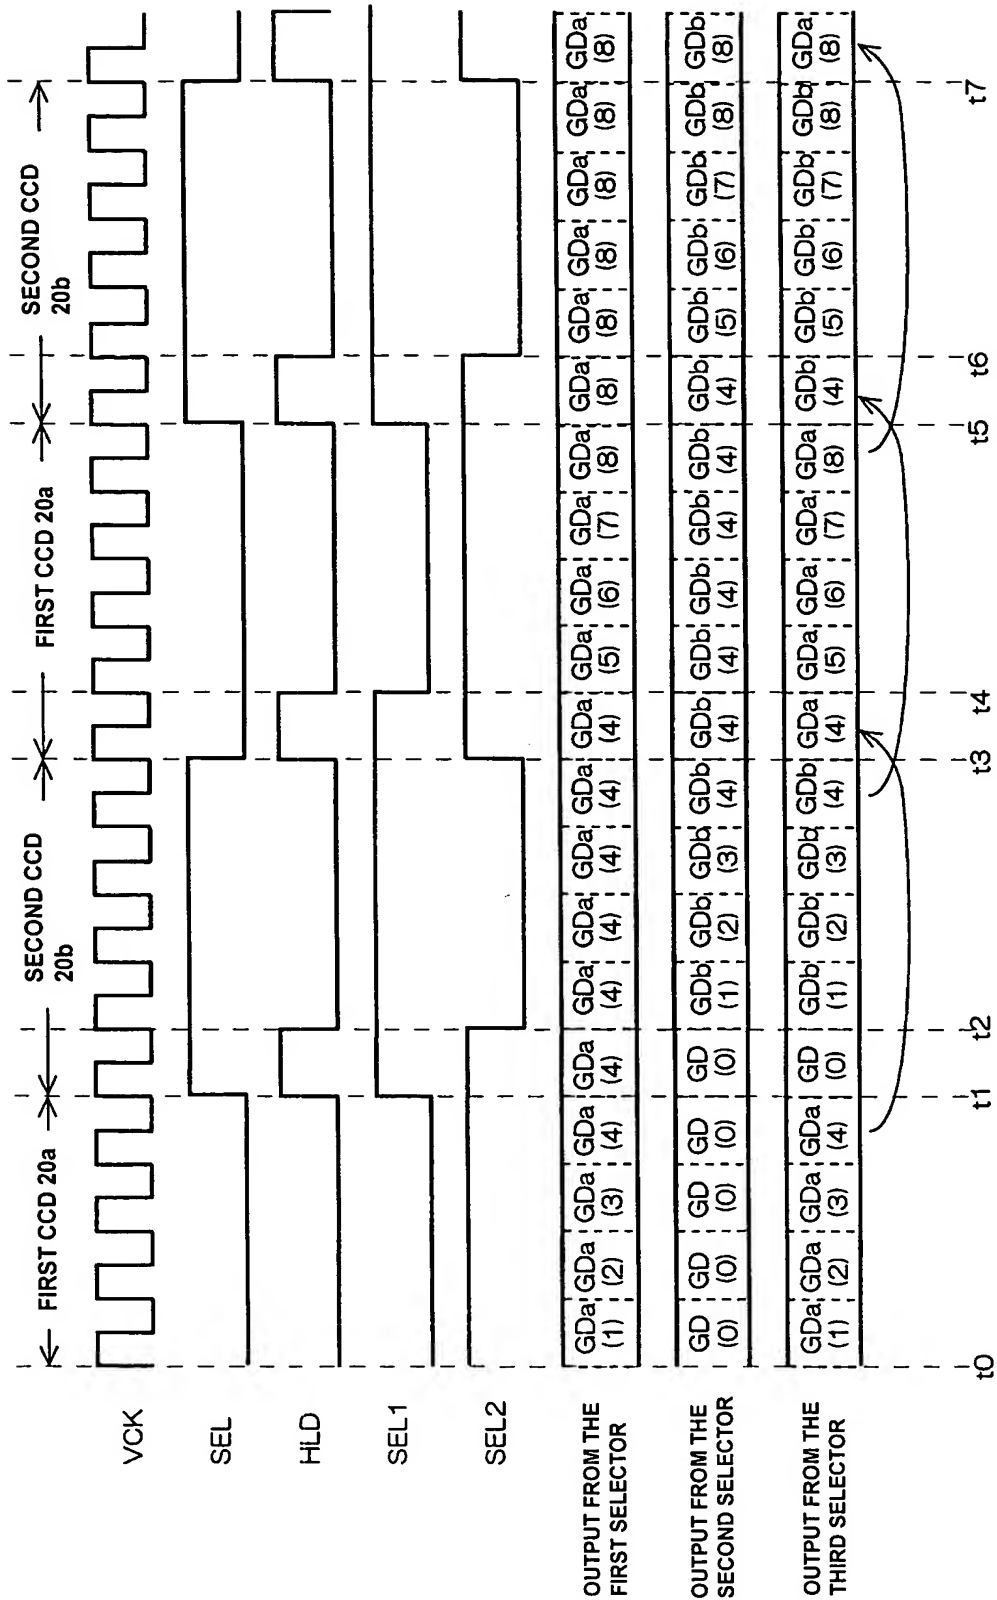 FIRST CCD 20a SECOND CCD FIRST CCD 20a SECOND CCD
20b 20b
VCK
SEL
HLD
SEL1
SEL2
OUTPUT FROM THE
FIRST SELECTOR
GDa GDa GDa GDa GDa GDa GDa GDa GDa GDa GDa GDa GDa GDa GDa GDa GDa GDa GDa GDa
(1) (2) (3) (4) (4) (4) (4) (4) (4) (4) (5) (6) (7) (8) (8) (8) (8) (8) (8) (8)
OUTPUT FROM THE
SECOND SELECTOR
GD GD GD GD GD GDb GDb GDb GDb GDb GDb GDb GDb GDb GDb GDb GDb GDb GDb GDb
(0) (0) (0) (0) (0) (1) (2) (3) (4) (4) (4) (4) (4) (4) (4) (5) (6) (7) (8) (8)
OUTPUT FROM THE
THIRD SELECTOR
GDa GDa GDa GDa GD GDb GDb GDb GDb GDa GDa GDa GDa GDa GDb GDb GDb GDb GDb GDa
(1) (2) (3) (4) (0) (1) (2) (3) (4) (4) (5) (6) (7) (8) (4) (5) (6) (7) (8) (8)
t0 t1 t2 t3 t4 t5 t6 t7